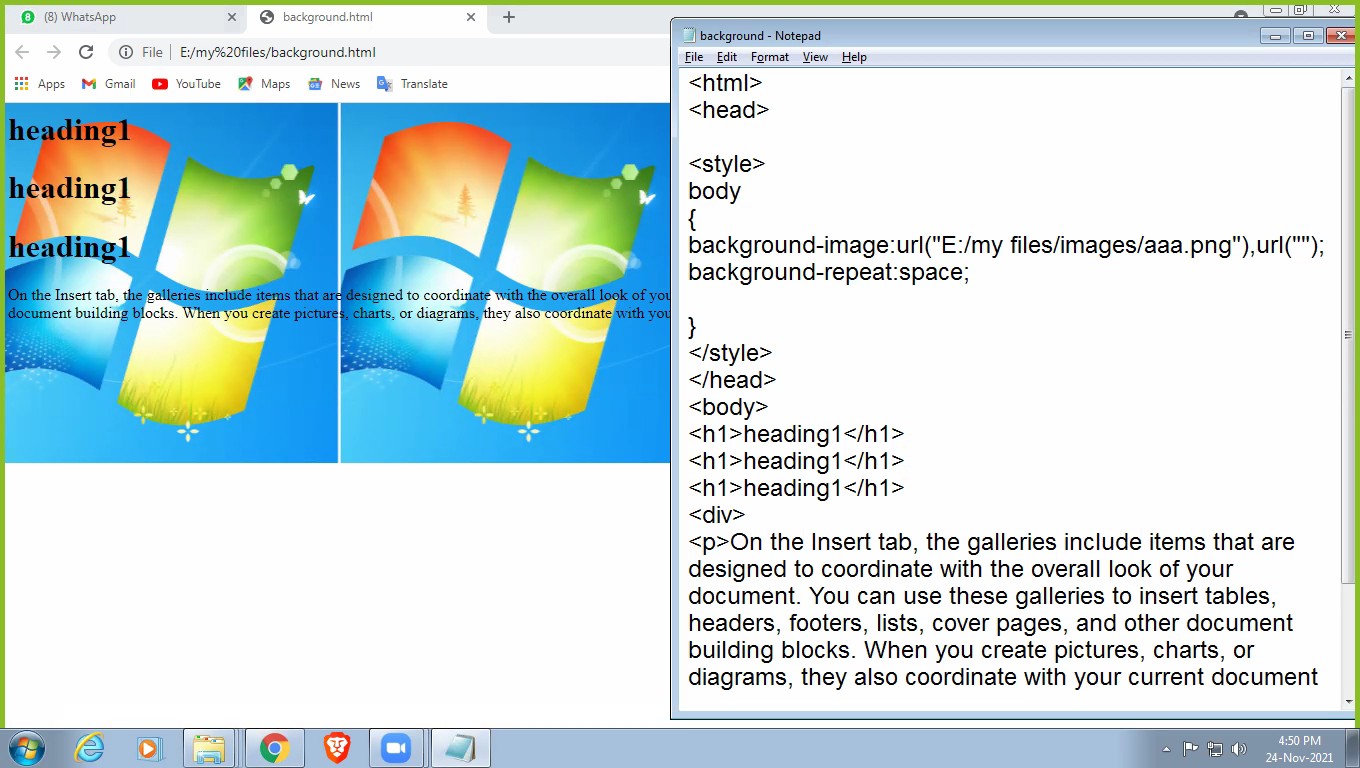 (8) WhatsApp
background.html
File
E:/my%20files/background.html
Apps
Gmail
YouTube
Maps
News
Translate
heading1
heading1
heading1
On the Insert tab, the galleries include items that are designed to coordinate with the overall look of you
document building blocks. When you create pictures, charts, or diagrams, they also coordinate with you
background - Notepad
File Edit Format View Help
<html>
<head>
<style>
body
{
background-image:url("E:/my files/images/aaa.png"),url("");
background-repeat:space;
}
</style>
</head>
<body>
<h1>heading1</h1>
<h1>heading1</h1>
<h1>heading1</h1>
<div>
<p>On the Insert tab, the galleries include items that are
designed to coordinate with the overall look of your
document. You can use these galleries to insert tables,
headers, footers, lists, cover pages, and other document
building blocks. When you create pictures, charts, or
diagrams, they also coordinate with your current document
4:50 PM
24-Nov-2021